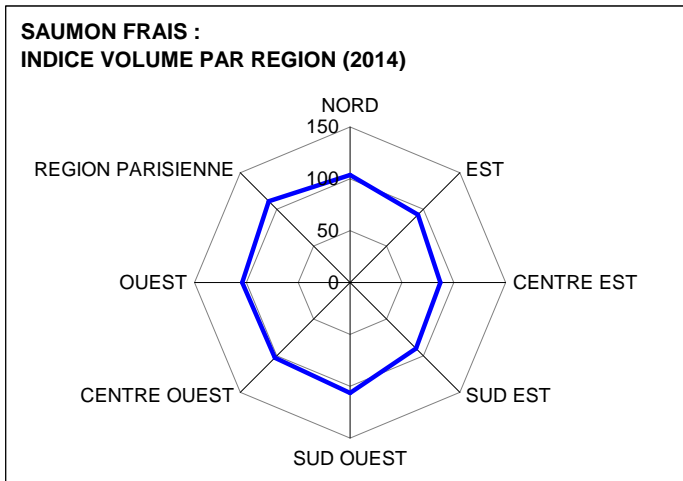 SAUMON FRAIS :
INDICE VOLUME PAR REGION (2014)
NORD
150
REGION PARISIENNE
EST
100
50
OUEST
0
CENTRE EST
CENTRE OUEST
SUD EST
SUD OUEST